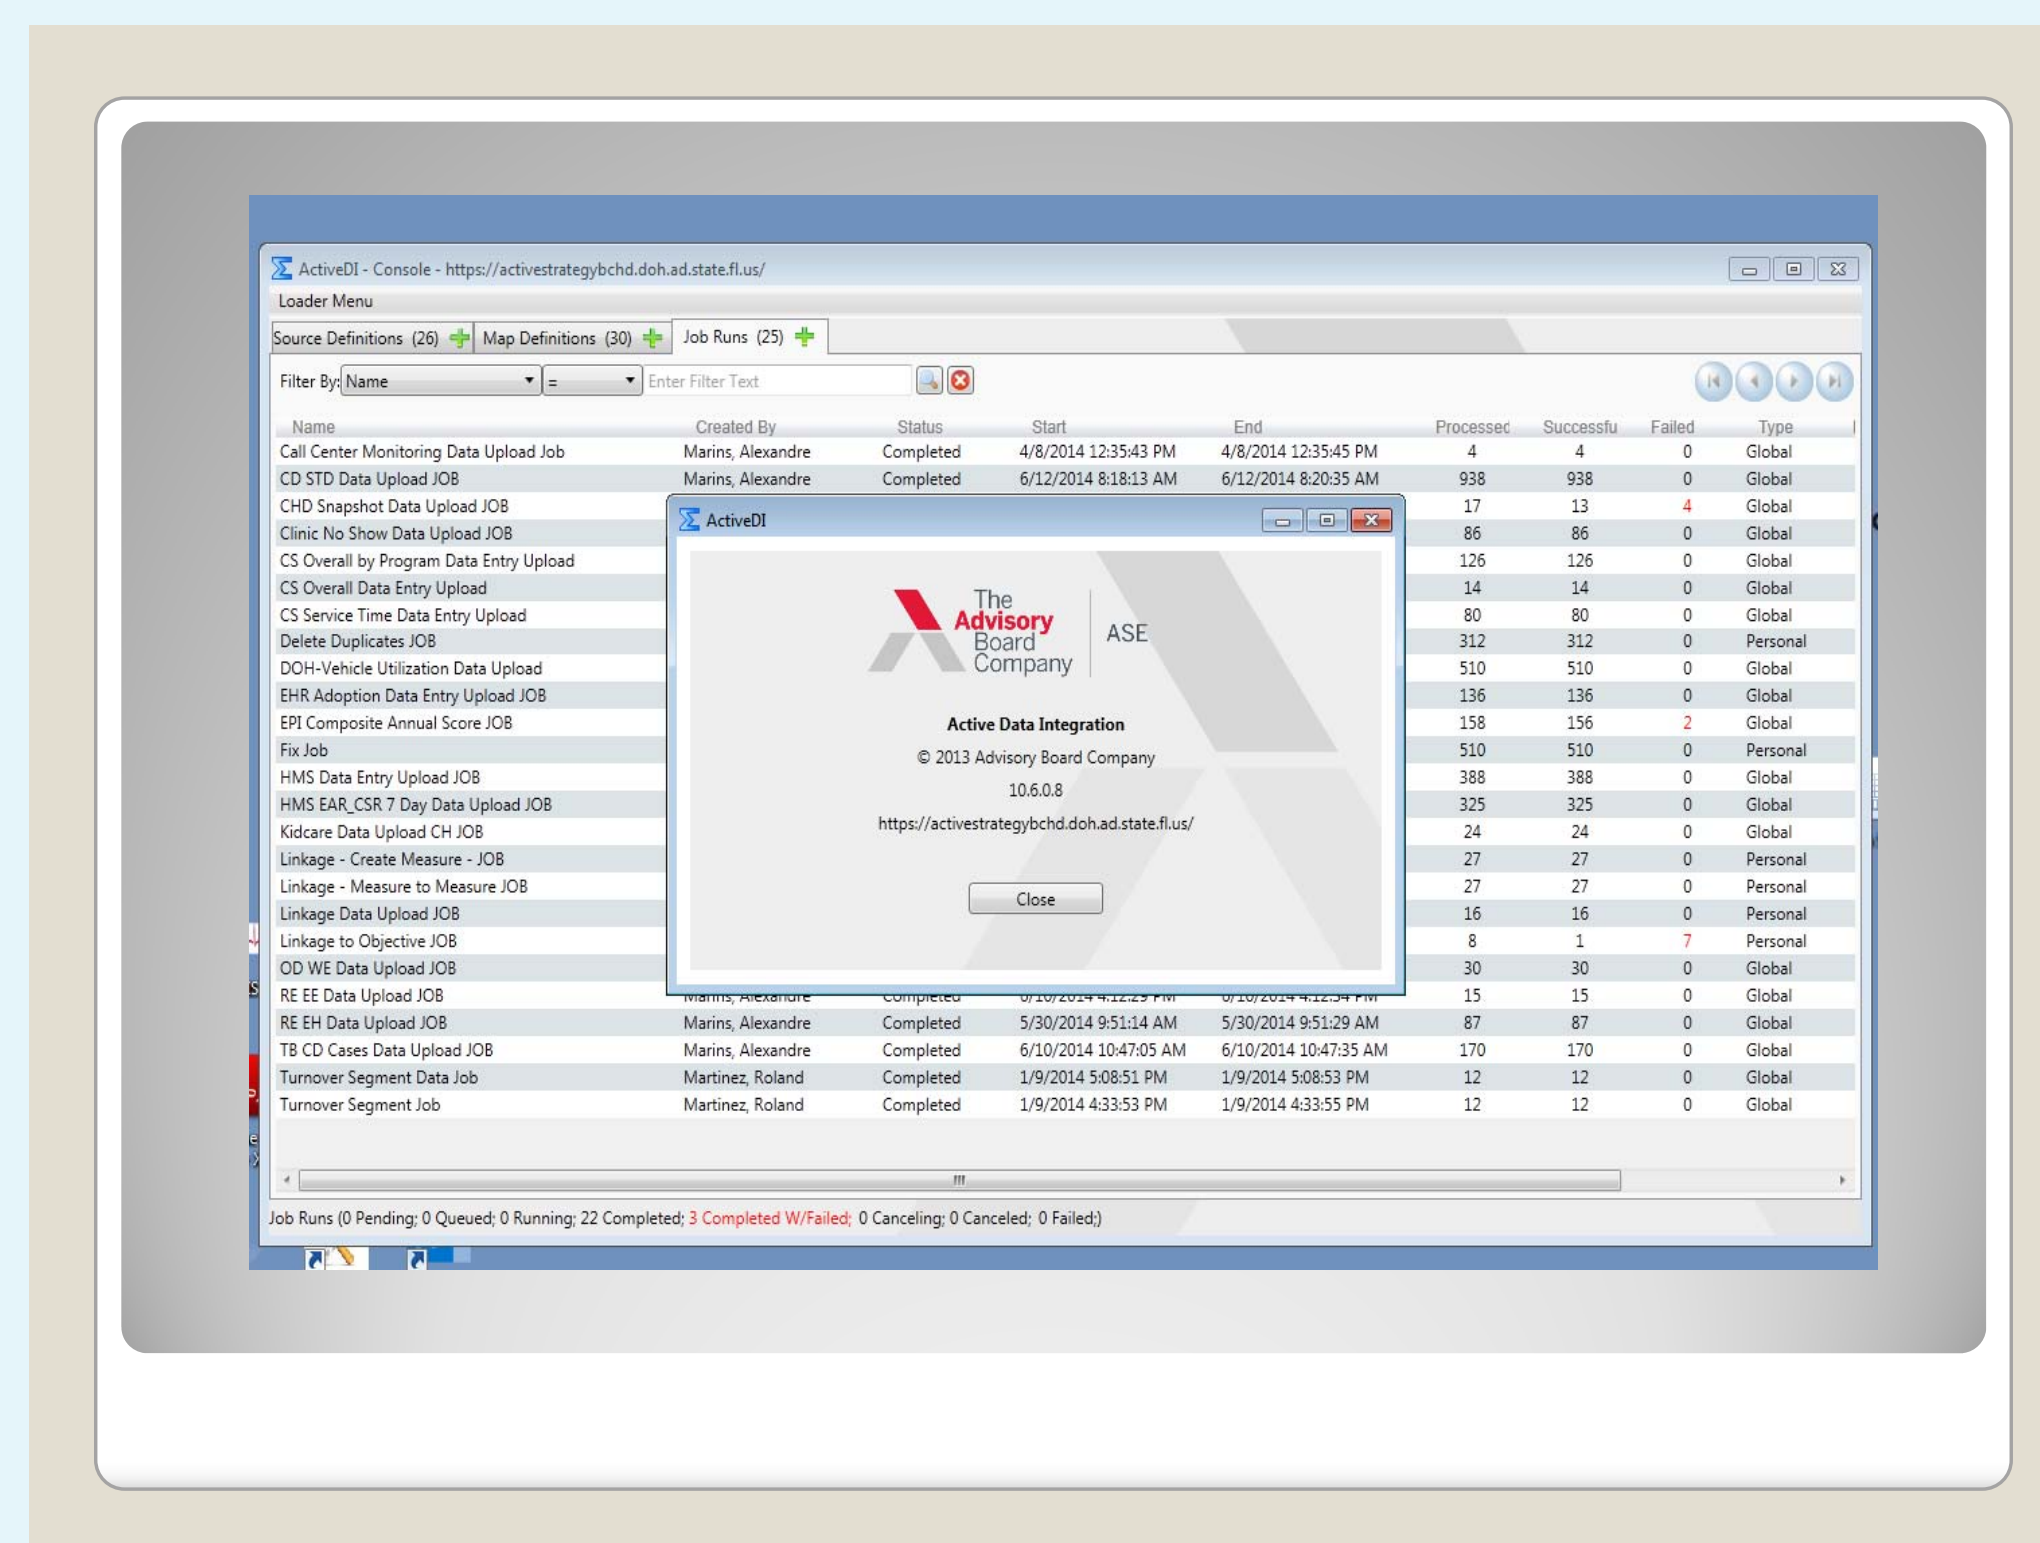 ActiveDI - Console - https://activestrategybchd.doh.ad.state.fl.us/
Loader Menu
Source Definitions (26) Map Definitions (30) Job Runs (25)
Filter By: Name = Enter Filter Text
Name Created By Status Start End Processed Successfu Failed Type
Call Center Monitoring Data Upload Job Marins, Alexandre Completed 4/8/2014 12:35:43 PM 4/8/2014 12:35:45 PM 4 4 0 Global
CD STD Data Upload JOB Marins, Alexandre Completed 6/12/2014 8:18:13 AM 6/12/2014 8:20:35 AM 938 938 0 Global
CHD Snapshot Data Upload JOB 17 13 4 Global
Clinic No Show Data Upload JOB 86 86 0 Global
CS Overall by Program Data Entry Upload 126 126 0 Global
CS Overall Data Entry Upload 14 14 0 Global
CS Service Time Data Entry Upload 80 80 0 Global
Delete Duplicates JOB 312 312 0 Personal
DOH-Vehicle Utilization Data Upload 510 510 0 Global
EHR Adoption Data Entry Upload JOB 136 136 0 Global
EPI Composite Annual Score JOB 158 156 2 Global
Fix Job 510 510 0 Personal
HMS Data Entry Upload JOB 388 388 0 Global
HMS EAR_CSR 7 Day Data Upload JOB 325 325 0 Global
Kidcare Data Upload CH JOB 24 24 0 Global
Linkage - Create Measure - JOB 27 27 0 Personal
Linkage - Measure to Measure JOB 27 27 0 Personal
Linkage Data Upload JOB 16 16 0 Personal
Linkage to Objective JOB 8 1 7 Personal
OD WE Data Upload JOB 30 30 0 Global
RE EE Data Upload JOB Marins, Alexandre Completed 6/10/2014 4:12:29 PM 6/10/2014 4:12:34 PM 15 15 0 Global
RE EH Data Upload JOB Marins, Alexandre Completed 5/30/2014 9:51:14 AM 5/30/2014 9:51:29 AM 87 87 0 Global
TB CD Cases Data Upload JOB Marins, Alexandre Completed 6/10/2014 10:47:05 AM 6/10/2014 10:47:35 AM 170 170 0 Global
Turnover Segment Data Job Martinez, Roland Completed 1/9/2014 5:08:51 PM 1/9/2014 5:08:53 PM 12 12 0 Global
Turnover Segment Job Martinez, Roland Completed 1/9/2014 4:33:53 PM 1/9/2014 4:33:55 PM 12 12 0 Global
Job Runs (0 Pending; 0 Queued; 0 Running; 22 Completed; 3 Completed W/Failed; 0 Canceling; 0 Canceled; 0 Failed;)
ActiveDI
The
Advisory
Board
Company
ASE
Active Data Integration
© 2013 Advisory Board Company
10.6.0.8
https://activestrategybchd.doh.ad.state.fl.us/
Close